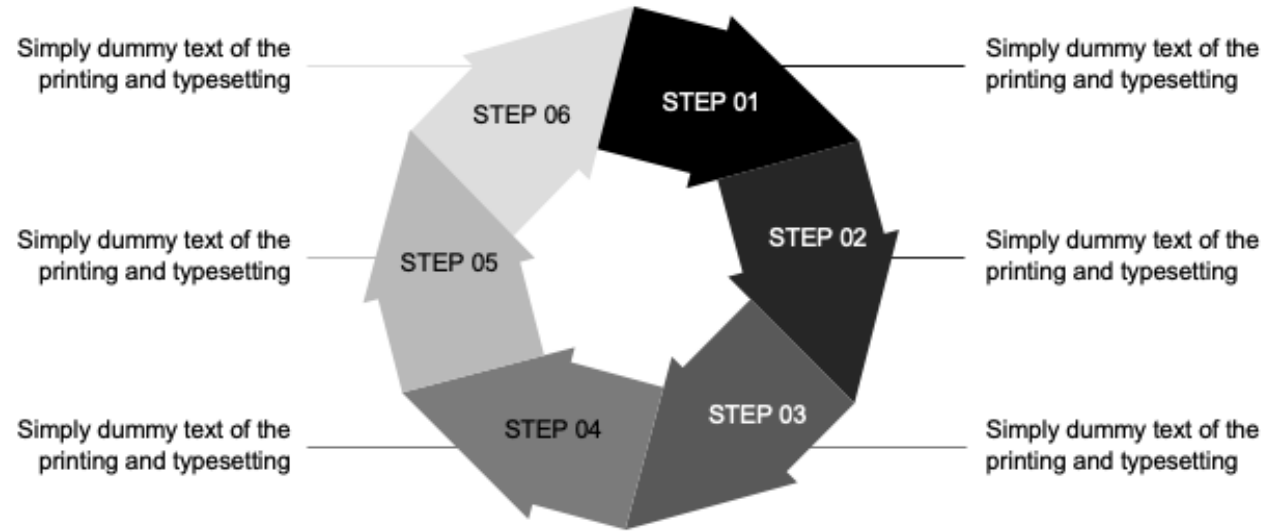 Simply dummy text of the
printing and typesetting
STEP 06
STEP 01
Simply dummy text of the
printing and typesetting
Simply dummy text of the
printing and typesetting
STEP 05
STEP 02
Simply dummy text of the
printing and typesetting
Simply dummy text of the
printing and typesetting
STEP 04
STEP 03
Simply dummy text of the
printing and typesetting